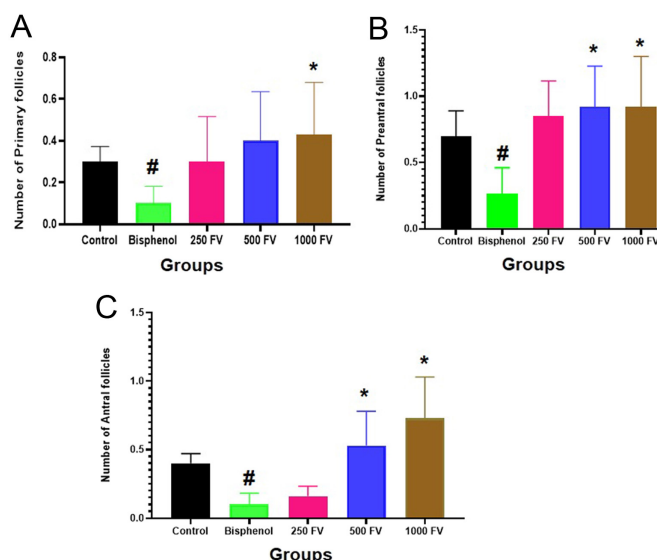 A
Number of Primary follicles
0.8
0.6
0.4
0.2
0.0
#
*
Control Bisphenol 250 FV 500 FV 1000 FV
Groups
B
Number of Preantral follicles
1.5
1.0
0.5
0.0
#
* *
Control Bisphenol 250 FV 500 FV 1000 FV
Groups
C
Number of Antral follicles
1.5
1.0
0.5
0.0
#
*
*
Control Bisphenol 250 FV 500 FV 1000 FV
Groups